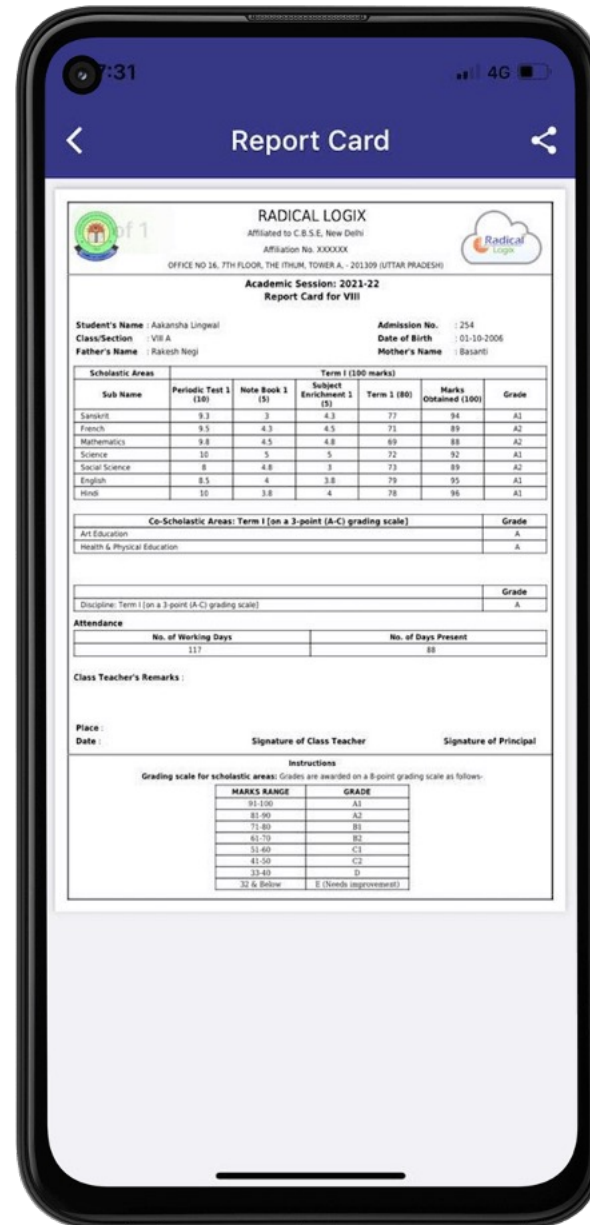 7:31
4G
Report Card
of 1
RADICAL LOGIX
Affiliated to C.B.S.E, New Delhi
Affiliation No. XXXXXX
OFFICE NO 16, 7TH FLOOR, THE ITHUM, TOWER A, - 201309 (UTTAR PRADESH)
Radical
Logix
Academic Session: 2021-22
Report Card for VIII
Student's Name : Aakansha Lingwal Admission No. : 254
Class/Section : VIII A Date of Birth : 01-10-2006
Father's Name : Rakesh Negi Mother's Name : Basanti
Scholastic Areas Term I (100 marks)
Sub Name Periodic Test 1 (10) Note Book 1 (5) Subject Enrichment 1 (5) Term 1 (80) Marks Obtained (100) Grade
Sanskrit 9.3 3 4.3 77 94 A1
French 9.5 4.3 4.5 71 89 A2
Mathematics 9.8 4.5 4.8 69 88 A2
Science 10 5 5 72 92 A1
Social Science 8 4.8 3 73 89 A2
English 8.5 4 3.8 79 95 A1
Hindi 10 3.8 4 78 96 A1
Co-Scholastic Areas: Term I [on a 3-point (A-C) grading scale] Grade
Art Education A
Health & Physical Education A
Grade
Discipline: Term I [on a 3-point (A-C) grading scale] A
Attendance
No. of Working Days No. of Days Present
117 88
Class Teacher's Remarks :
Place :
Date : Signature of Class Teacher Signature of Principal
Instructions
Grading scale for scholastic areas: Grades are awarded on a 8-point grading scale as follows-
MARKS RANGE GRADE
91-100 A1
81-90 A2
71-80 B1
61-70 B2
51-60 C1
41-50 C2
33-40 D
32 & Below E (Needs improvement)